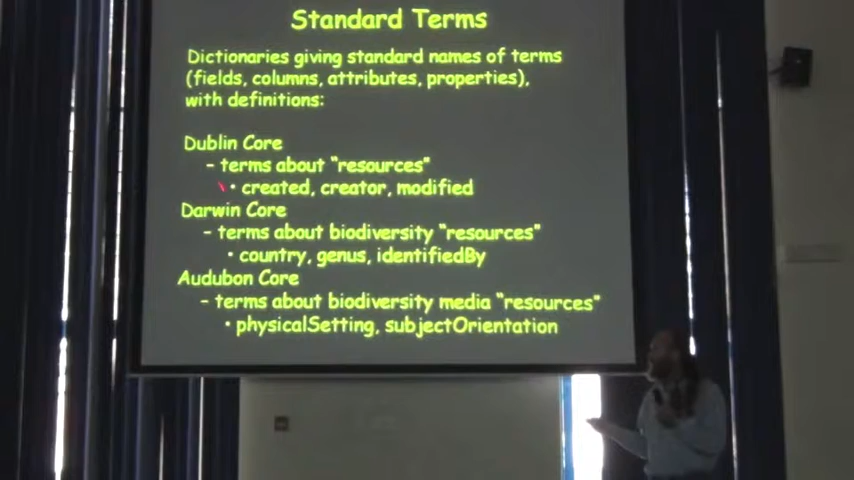 Standard Terms
Dictionaries giving standard names of terms
(fields, columns, attributes, properties),
with definitions:
Dublin Core
- terms about "resources"
• created, creator, modified
Darwin Core
- terms about biodiversity "resources"
• country, genus, identifiedBy
Audubon Core
- terms about biodiversity media "resources"
• physicalSetting, subjectOrientation